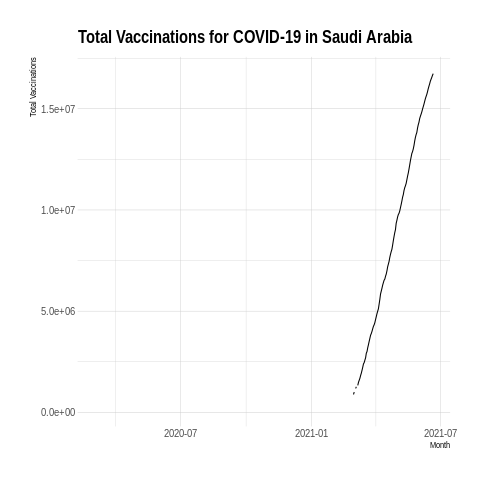 Total Vaccinations for COVID-19 in Saudi Arabia
Total Vaccinations
1.5e+07
1.0e+07
5.0e+06
0.0e+00
2020-07
2021-01
2021-07
Month